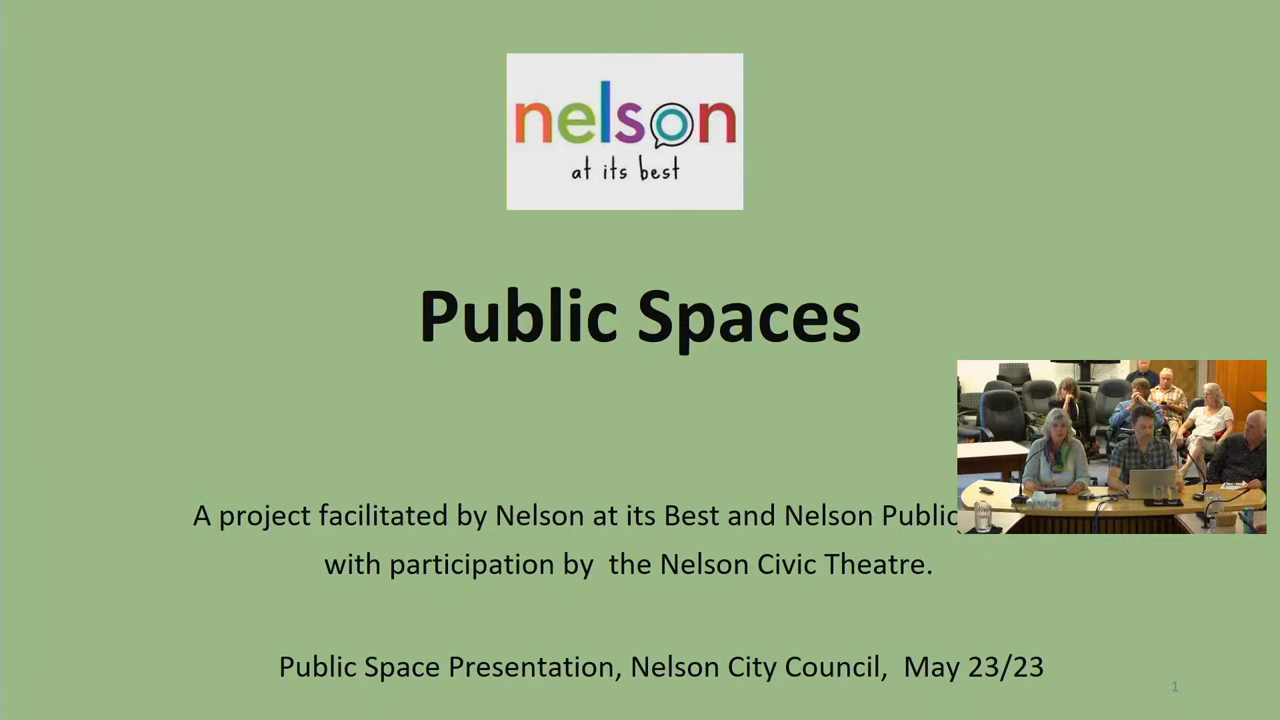 nelson
at its best
Public Spaces
A project facilitated by Nelson at its Best and Nelson Public
with participation by the Nelson Civic Theatre.
Public Space Presentation, Nelson City Council, May 23/23
1